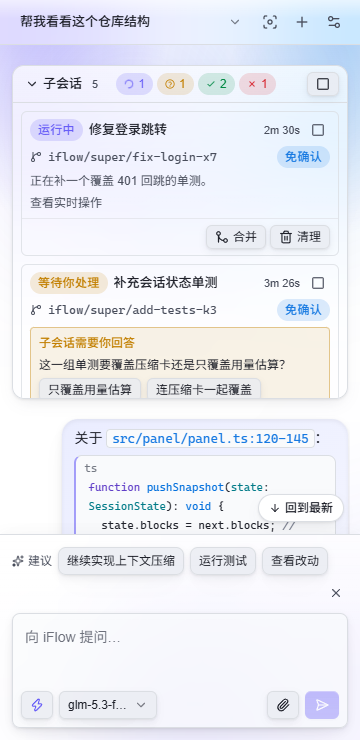 帮我看看这个仓库结构
子会话 5 1 1 2 1
运行中 修复登录跳转 2m 30s
iflow/super/fix-login-x7 免确认
正在补一个覆盖 401 回跳的单测。
查看实时操作
合并 清理
等待你处理 补充会话状态单测 3m 26s
iflow/super/add-tests-k3 免确认
子会话需要你回答
这一组单测要覆盖压缩卡还是只覆盖用量估算?
只覆盖用量估算 连压缩卡一起覆盖
关于 src/panel/panel.ts:120-145:
ts
function pushSnapshot(state:
SessionState): void {
state.blocks = next.blocks; //
回到最新
建议 继续实现上下文压缩 运行测试 查看改动
向 iFlow 提问…
glm-5.3-f…